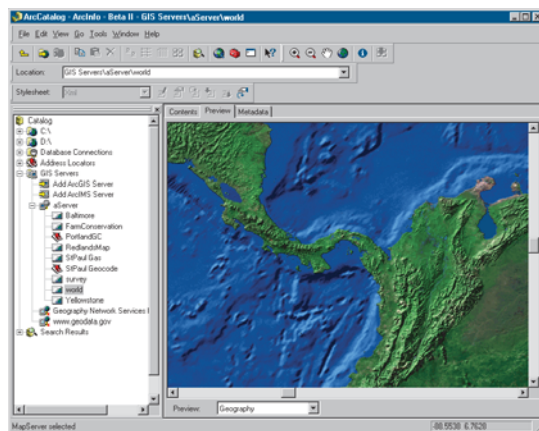 ArcCatalog - ArcInfo - Beta II - GIS Servers\aServer\world
File Edit View Go Tools Window Help
Location: GIS Servers\aServer\world
Stylesheet: Xml
Contents Preview Metadata
Catalog
C:\
D:\
Database Connections
Address Locators
GIS Servers
Add ArcGIS Server
Add ArcIMS Server
aServer
Baltimore
FarmConservation
PortlandGC
RedlandsMap
StPaul Gas
StPaul Geocode
survey
world
Yellowstone
Geography Network Services
www.geodata.gov
Search Results
Preview: Geography
MapServer selected
-88.5530 6.7628